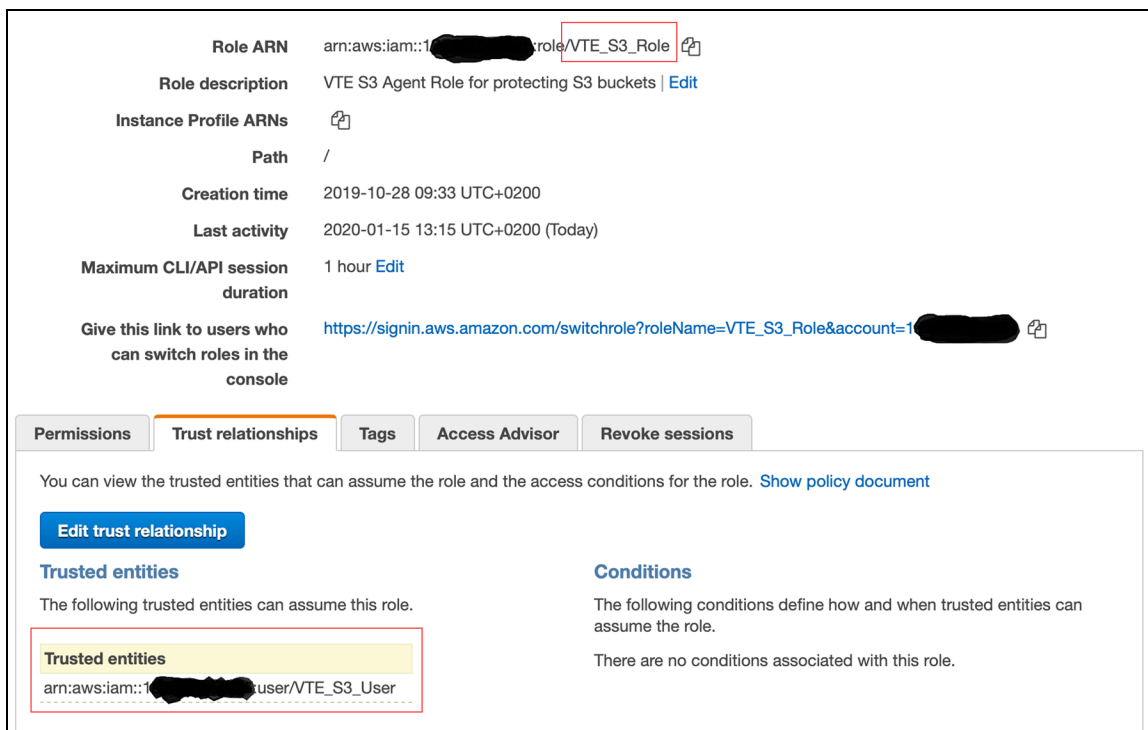 Role ARN arn:aws:iam::1 :role/VTE_S3_Role
Role description VTE S3 Agent Role for protecting S3 buckets | Edit
Instance Profile ARNs
Path /
Creation time 2019-10-28 09:33 UTC+0200
Last activity 2020-01-15 13:15 UTC+0200 (Today)
Maximum CLI/API session 1 hour Edit
duration
Give this link to users who https://signin.aws.amazon.com/switchrole?roleName=VTE_S3_Role&account=1
can switch roles in the
console
Permissions Trust relationships Tags Access Advisor Revoke sessions
You can view the trusted entities that can assume the role and the access conditions for the role. Show policy document
Edit trust relationship
Trusted entities
The following trusted entities can assume this role.
Trusted entities
arn:aws:iam::1 :user/VTE_S3_User
Conditions
The following conditions define how and when trusted entities can
assume the role.
There are no conditions associated with this role.